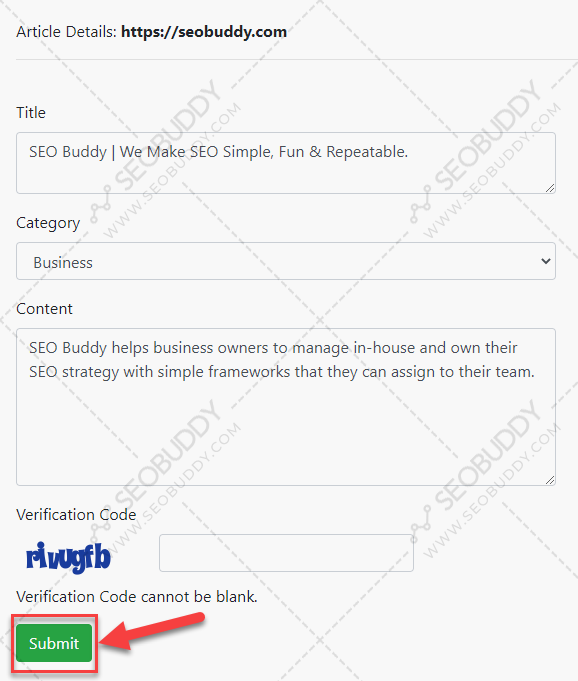 Article Details: https://seobuddy.com
Title
SEO Buddy | We Make SEO Simple, Fun & Repeatable.
Category
Business
Content
SEO Buddy helps business owners to manage in-house and own their
SEO strategy with simple frameworks that they can assign to their team.
Verification Code
rivugfb
Verification Code cannot be blank.
Submit
SEOBUDDY
WWW.SEOBUDDY.COM
SEOBUDDY
WWW.SEOBUDDY.COM
SEOBUDDY
WWW.SEOBUDDY.COM
SEOBUDDY
WWW.SEOBUDDY.COM